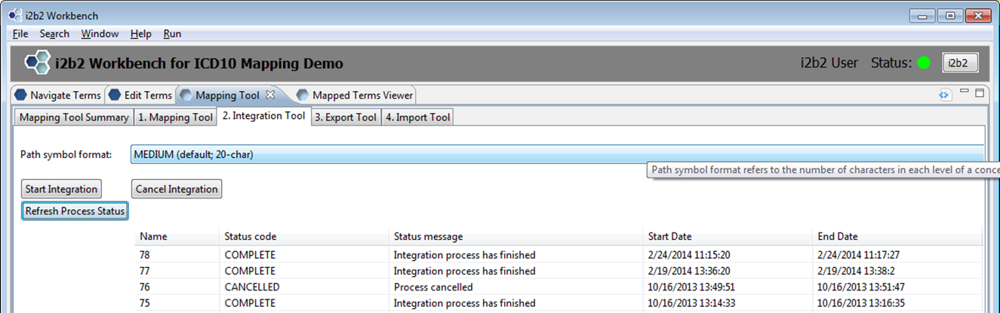 i2b2 Workbench
File Search Window Help Run
i2b2 Workbench for ICD10 Mapping Demo i2b2 User Status: i2b2
Navigate Terms Edit Terms Mapping Tool Mapped Terms Viewer
Mapping Tool Summary 1. Mapping Tool 2. Integration Tool 3. Export Tool 4. Import Tool
Path symbol format: MEDIUM (default; 20-char)
Path symbol format refers to the number of characters in each level of a conce
Start Integration Cancel Integration
Refresh Process Status
Name Status code Status message Start Date End Date
78 COMPLETE Integration process has finished 2/24/2014 11:15:20 2/24/2014 11:17:27
77 COMPLETE Integration process has finished 2/19/2014 13:36:20 2/19/2014 13:38:2
76 CANCELLED Process cancelled 10/16/2013 13:49:51 10/16/2013 13:51:47
75 COMPLETE Integration process has finished 10/16/2013 13:14:33 10/16/2013 13:16:35